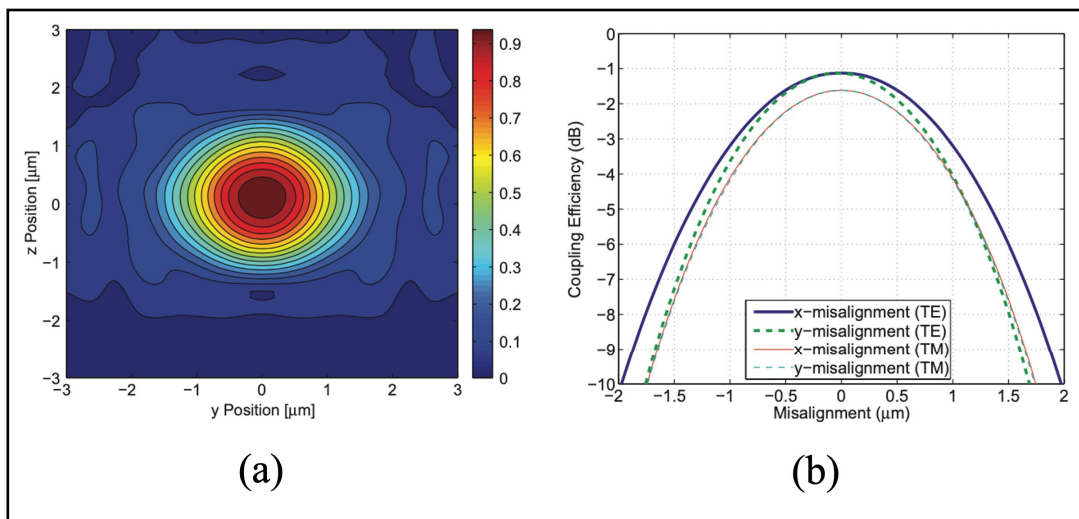 3
2
1
0
−1
−2
−3
z Position [μm]
−3 −2 −1 0 1 2 3
y Position [μm]
0.9
0.8
0.7
0.6
0.5
0.4
0.3
0.2
0.1
0
(a)
0
−1
−2
−3
−4
−5
−6
−7
−8
−9
−10
Coupling Efficiency (dB)
x−misalignment (TE)
y−misalignment (TE)
x−misalignment (TM)
y−misalignment (TM)
−2 −1.5 −1 −0.5 0 0.5 1 1.5 2
Misalignment (μm)
(b)